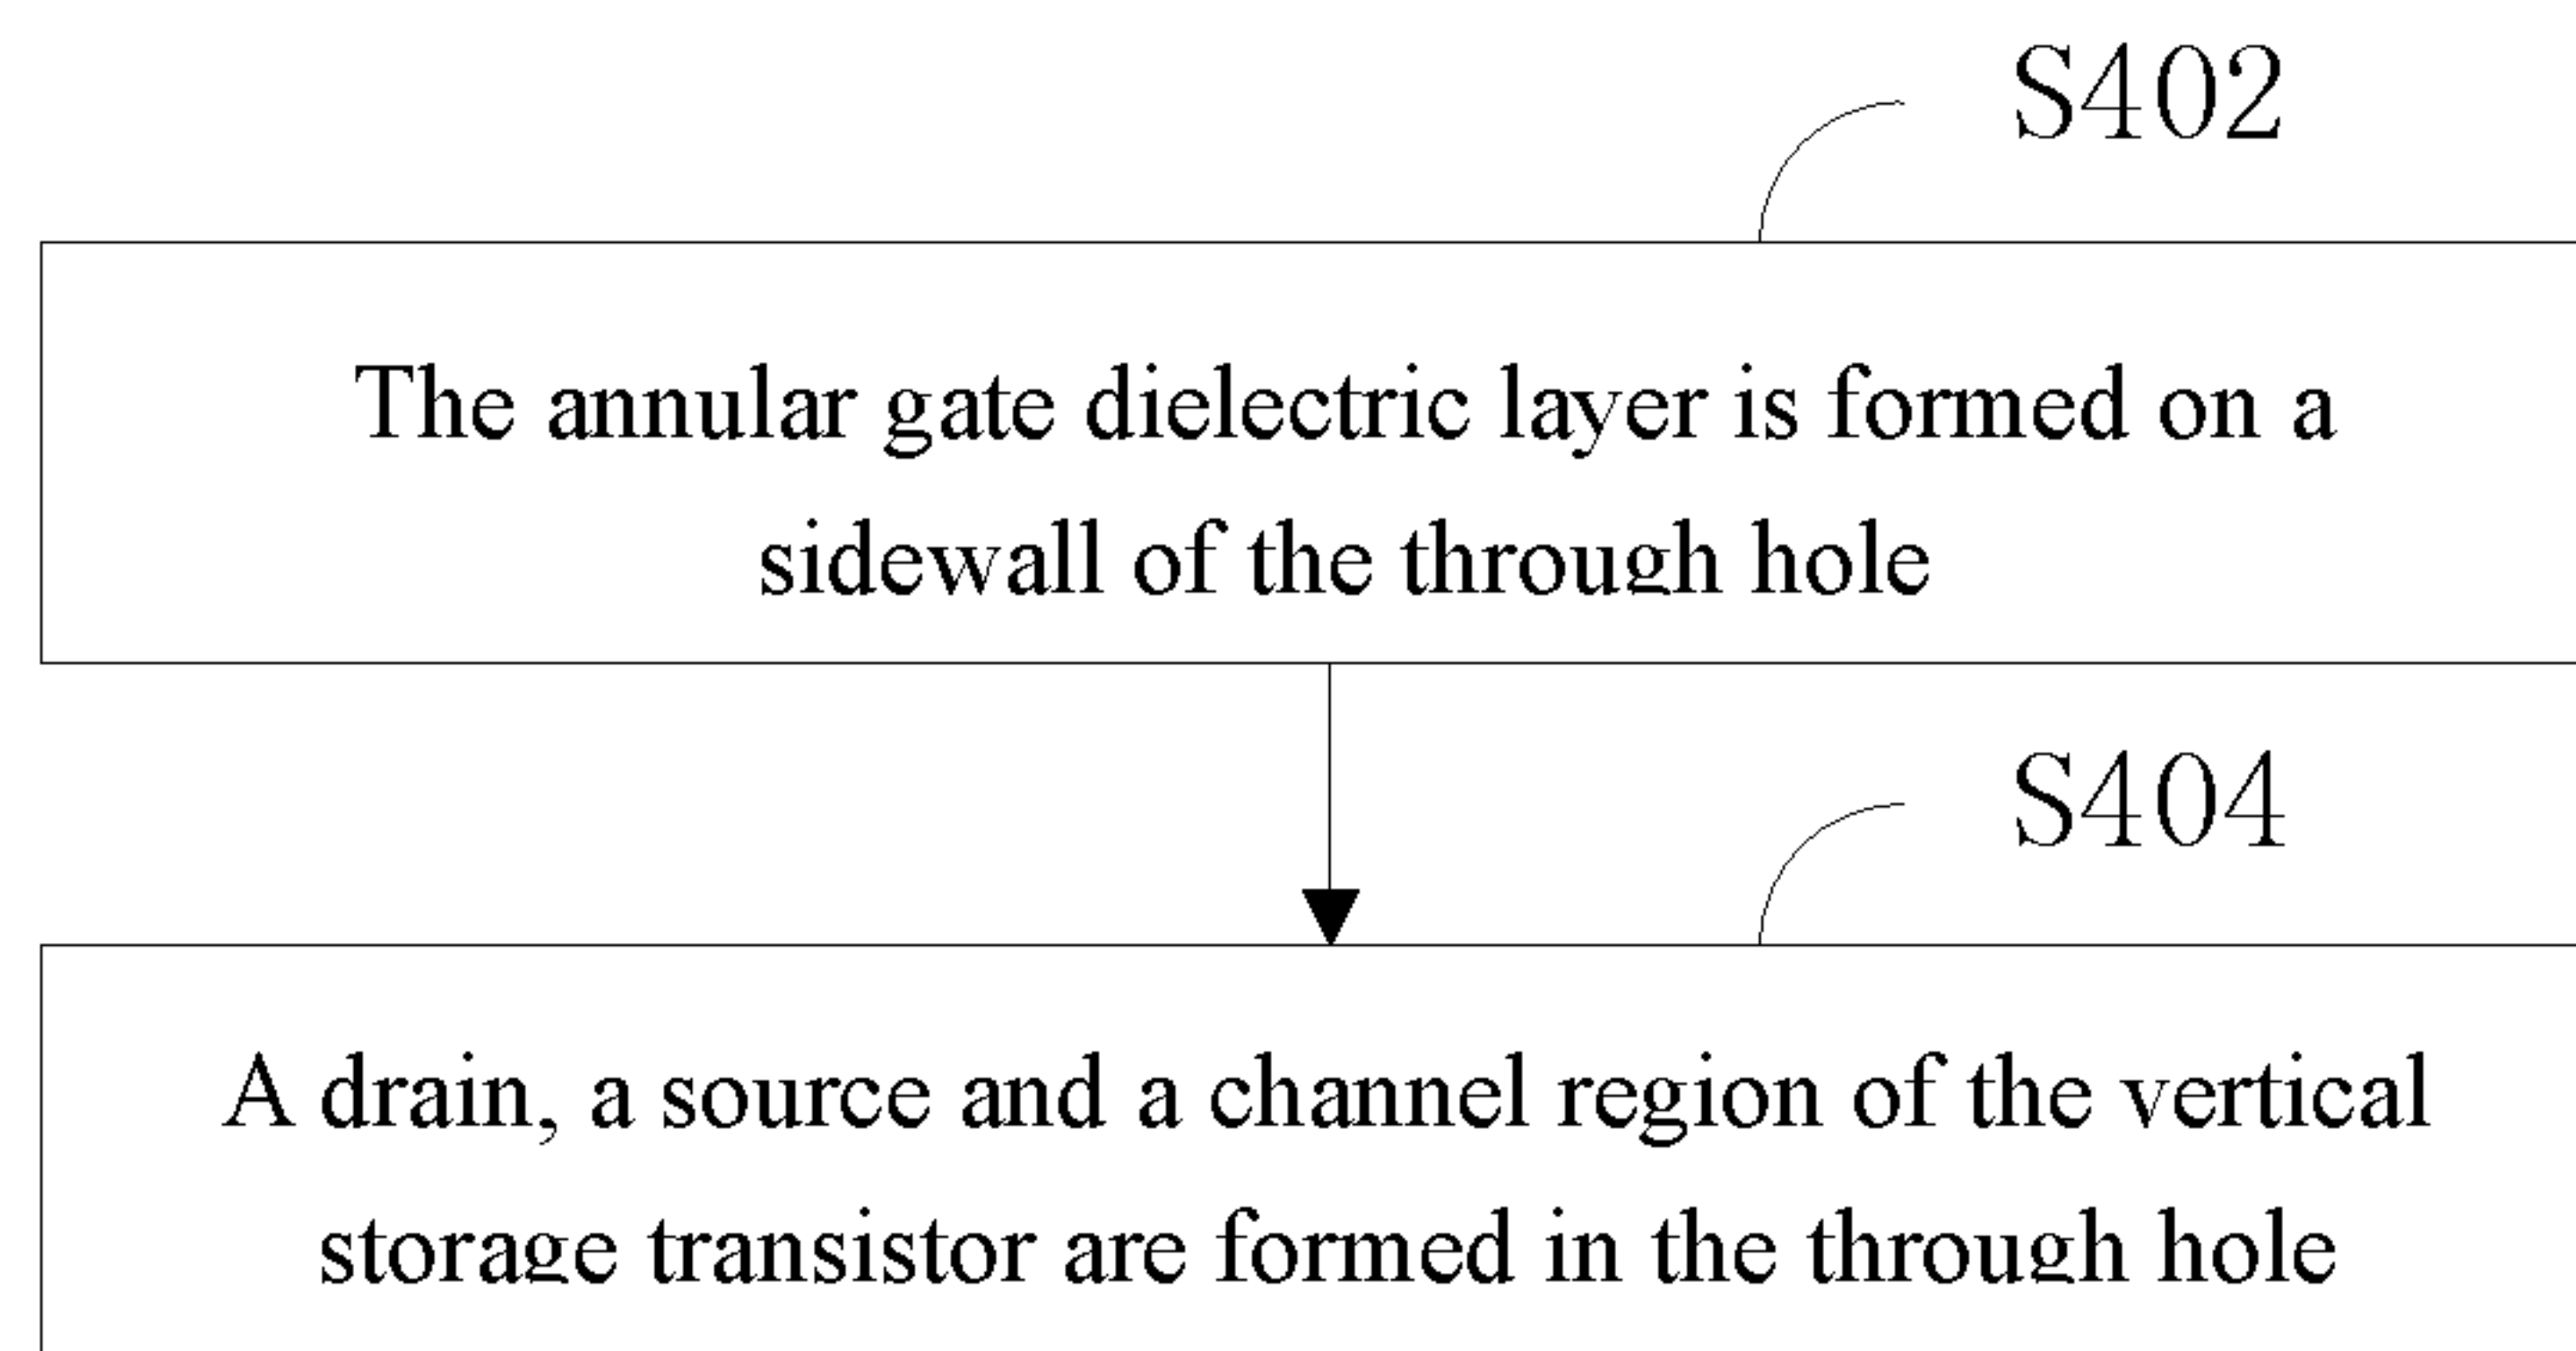 S402
The annular gate dielectric layer is formed on a
sidewall of the through hole
S404
A drain, a source and a channel region of the vertical
storage transistor are formed in the through hole